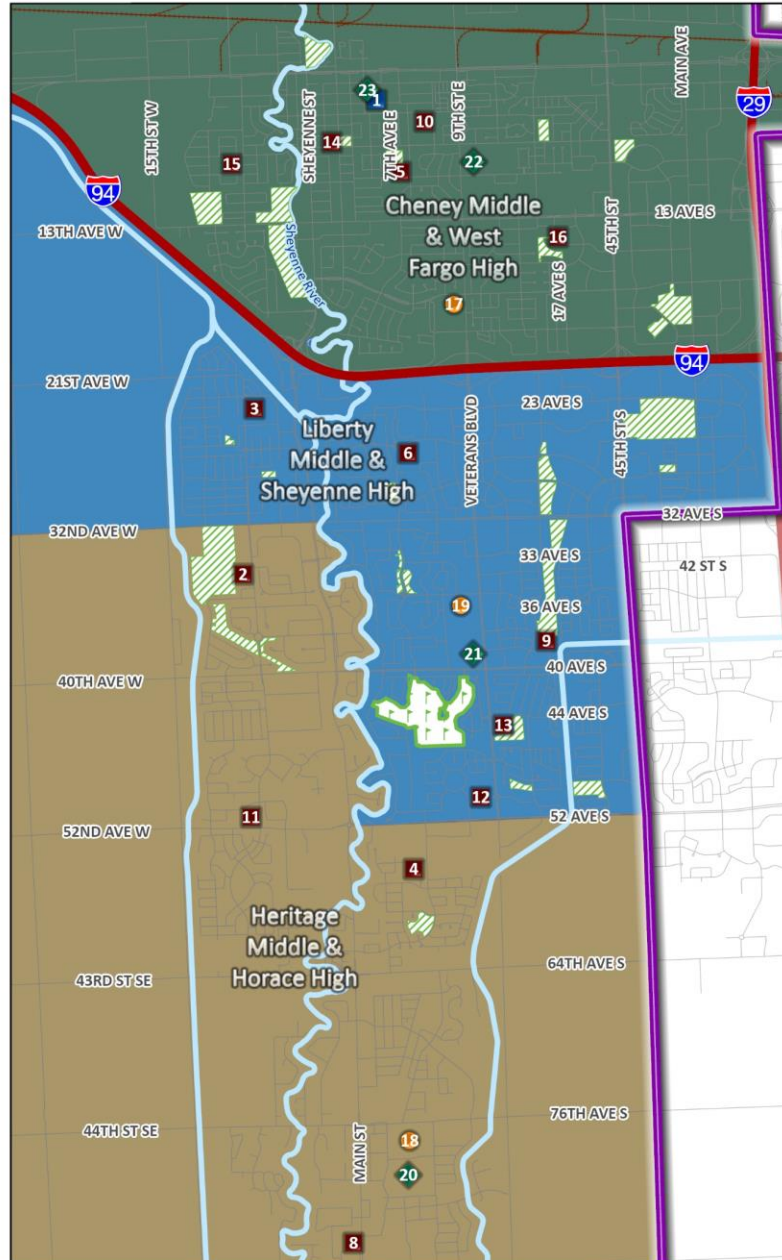 MAIN AVE
29
23
1
10
7TH AVE E
9TH ST E
14
SHEYENNE ST
15TH ST W
15
5
22
94
45TH ST
13 AVE S
Cheney Middle
& West
Fargo High
13TH AVE W
Sheyenne River
16
17 AVE S
17
94
21ST AVE W
3
23 AVE S
VETERANS BLVD
45TH ST S
Liberty
Middle &
Sheyenne High
6
32 AVE S
32ND AVE W
33 AVE S
42 ST S
2
19
36 AVE S
9
21
40 AVE S
40TH AVE W
44 AVE S
13
12
11
52 AVE S
52ND AVE W
4
Heritage
Middle &
Horace High
64TH AVE S
43RD ST SE
76TH AVE S
44TH ST SE
18
MAIN ST
20
8